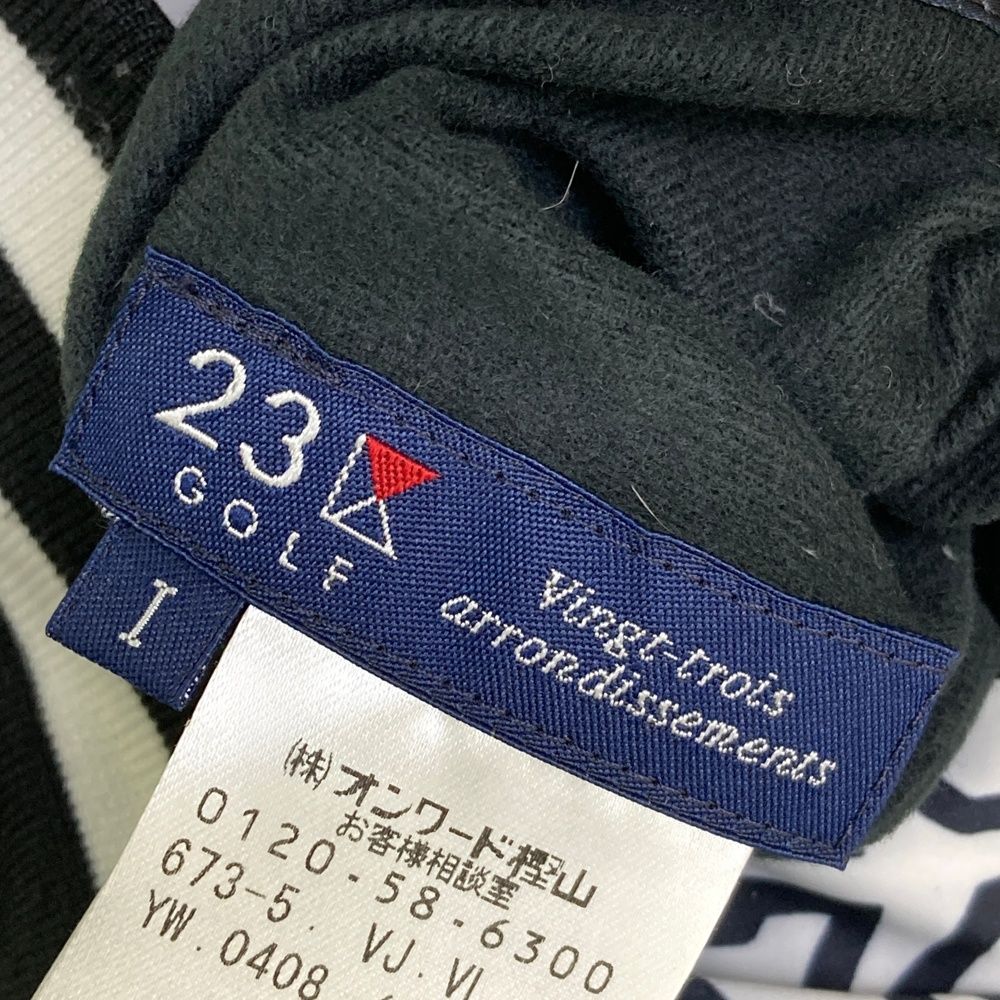 23
GOLF
Vingt-trois
arrondissements
I
(株)オンワード樫山
お客様相談室
0120-58-6300
673-5. VJ. VI
YW. 0408